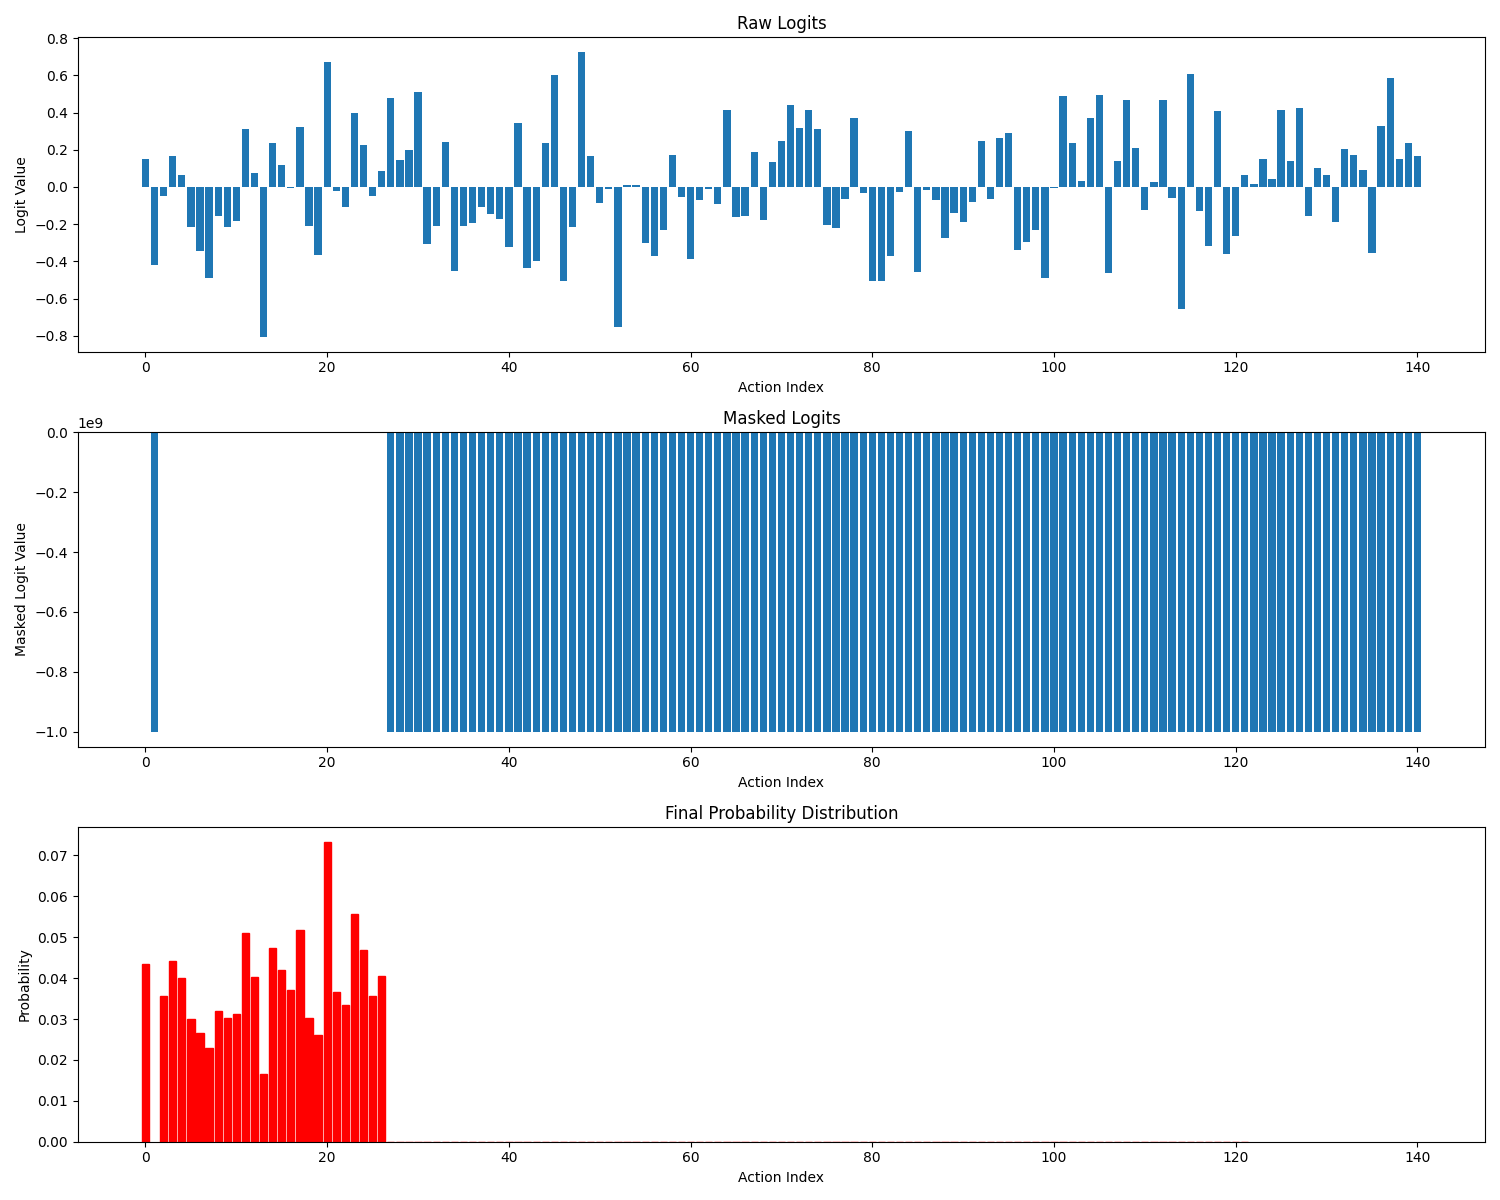 Raw Logits
0.8
0.6
0.4
0.2
0.0
−0.2
−0.4
−0.6
−0.8
Logit Value
0 20 40 60 80 100 120 140
Action Index
Masked Logits
1e9
0.0
−0.2
−0.4
−0.6
−0.8
−1.0
Masked Logit Value
0 20 40 60 80 100 120 140
Action Index
Final Probability Distribution
0.07
0.06
0.05
0.04
0.03
0.02
0.01
0.00
Probability
0 20 40 60 80 100 120 140
Action Index